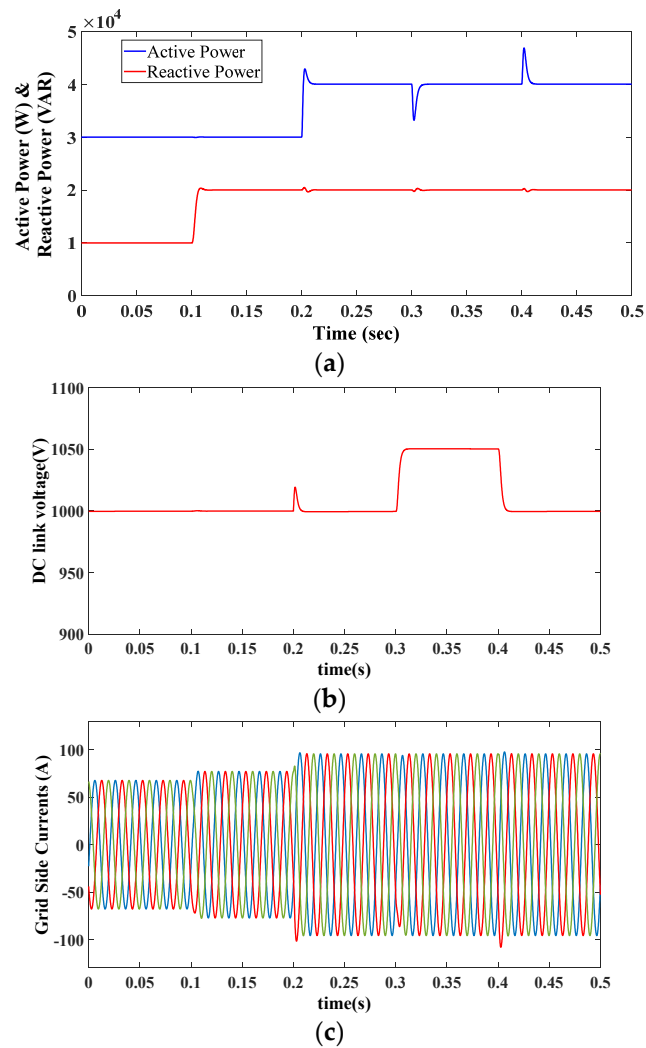 ×10⁴
5
4
3
2
1
0
Active Power (W) &
Reactive Power (VAR)
Active Power
Reactive Power
0 0.05 0.1 0.15 0.2 0.25 0.3 0.35 0.4 0.45 0.5
Time (sec)
(a)
1100
1050
1000
950
900
DC link voltage(V)
0 0.05 0.1 0.15 0.2 0.25 0.3 0.35 0.4 0.45 0.5
time(s)
(b)
100
50
0
-50
-100
Grid Side Currents (A)
0 0.05 0.1 0.15 0.2 0.25 0.3 0.35 0.4 0.45 0.5
time(s)
(c)